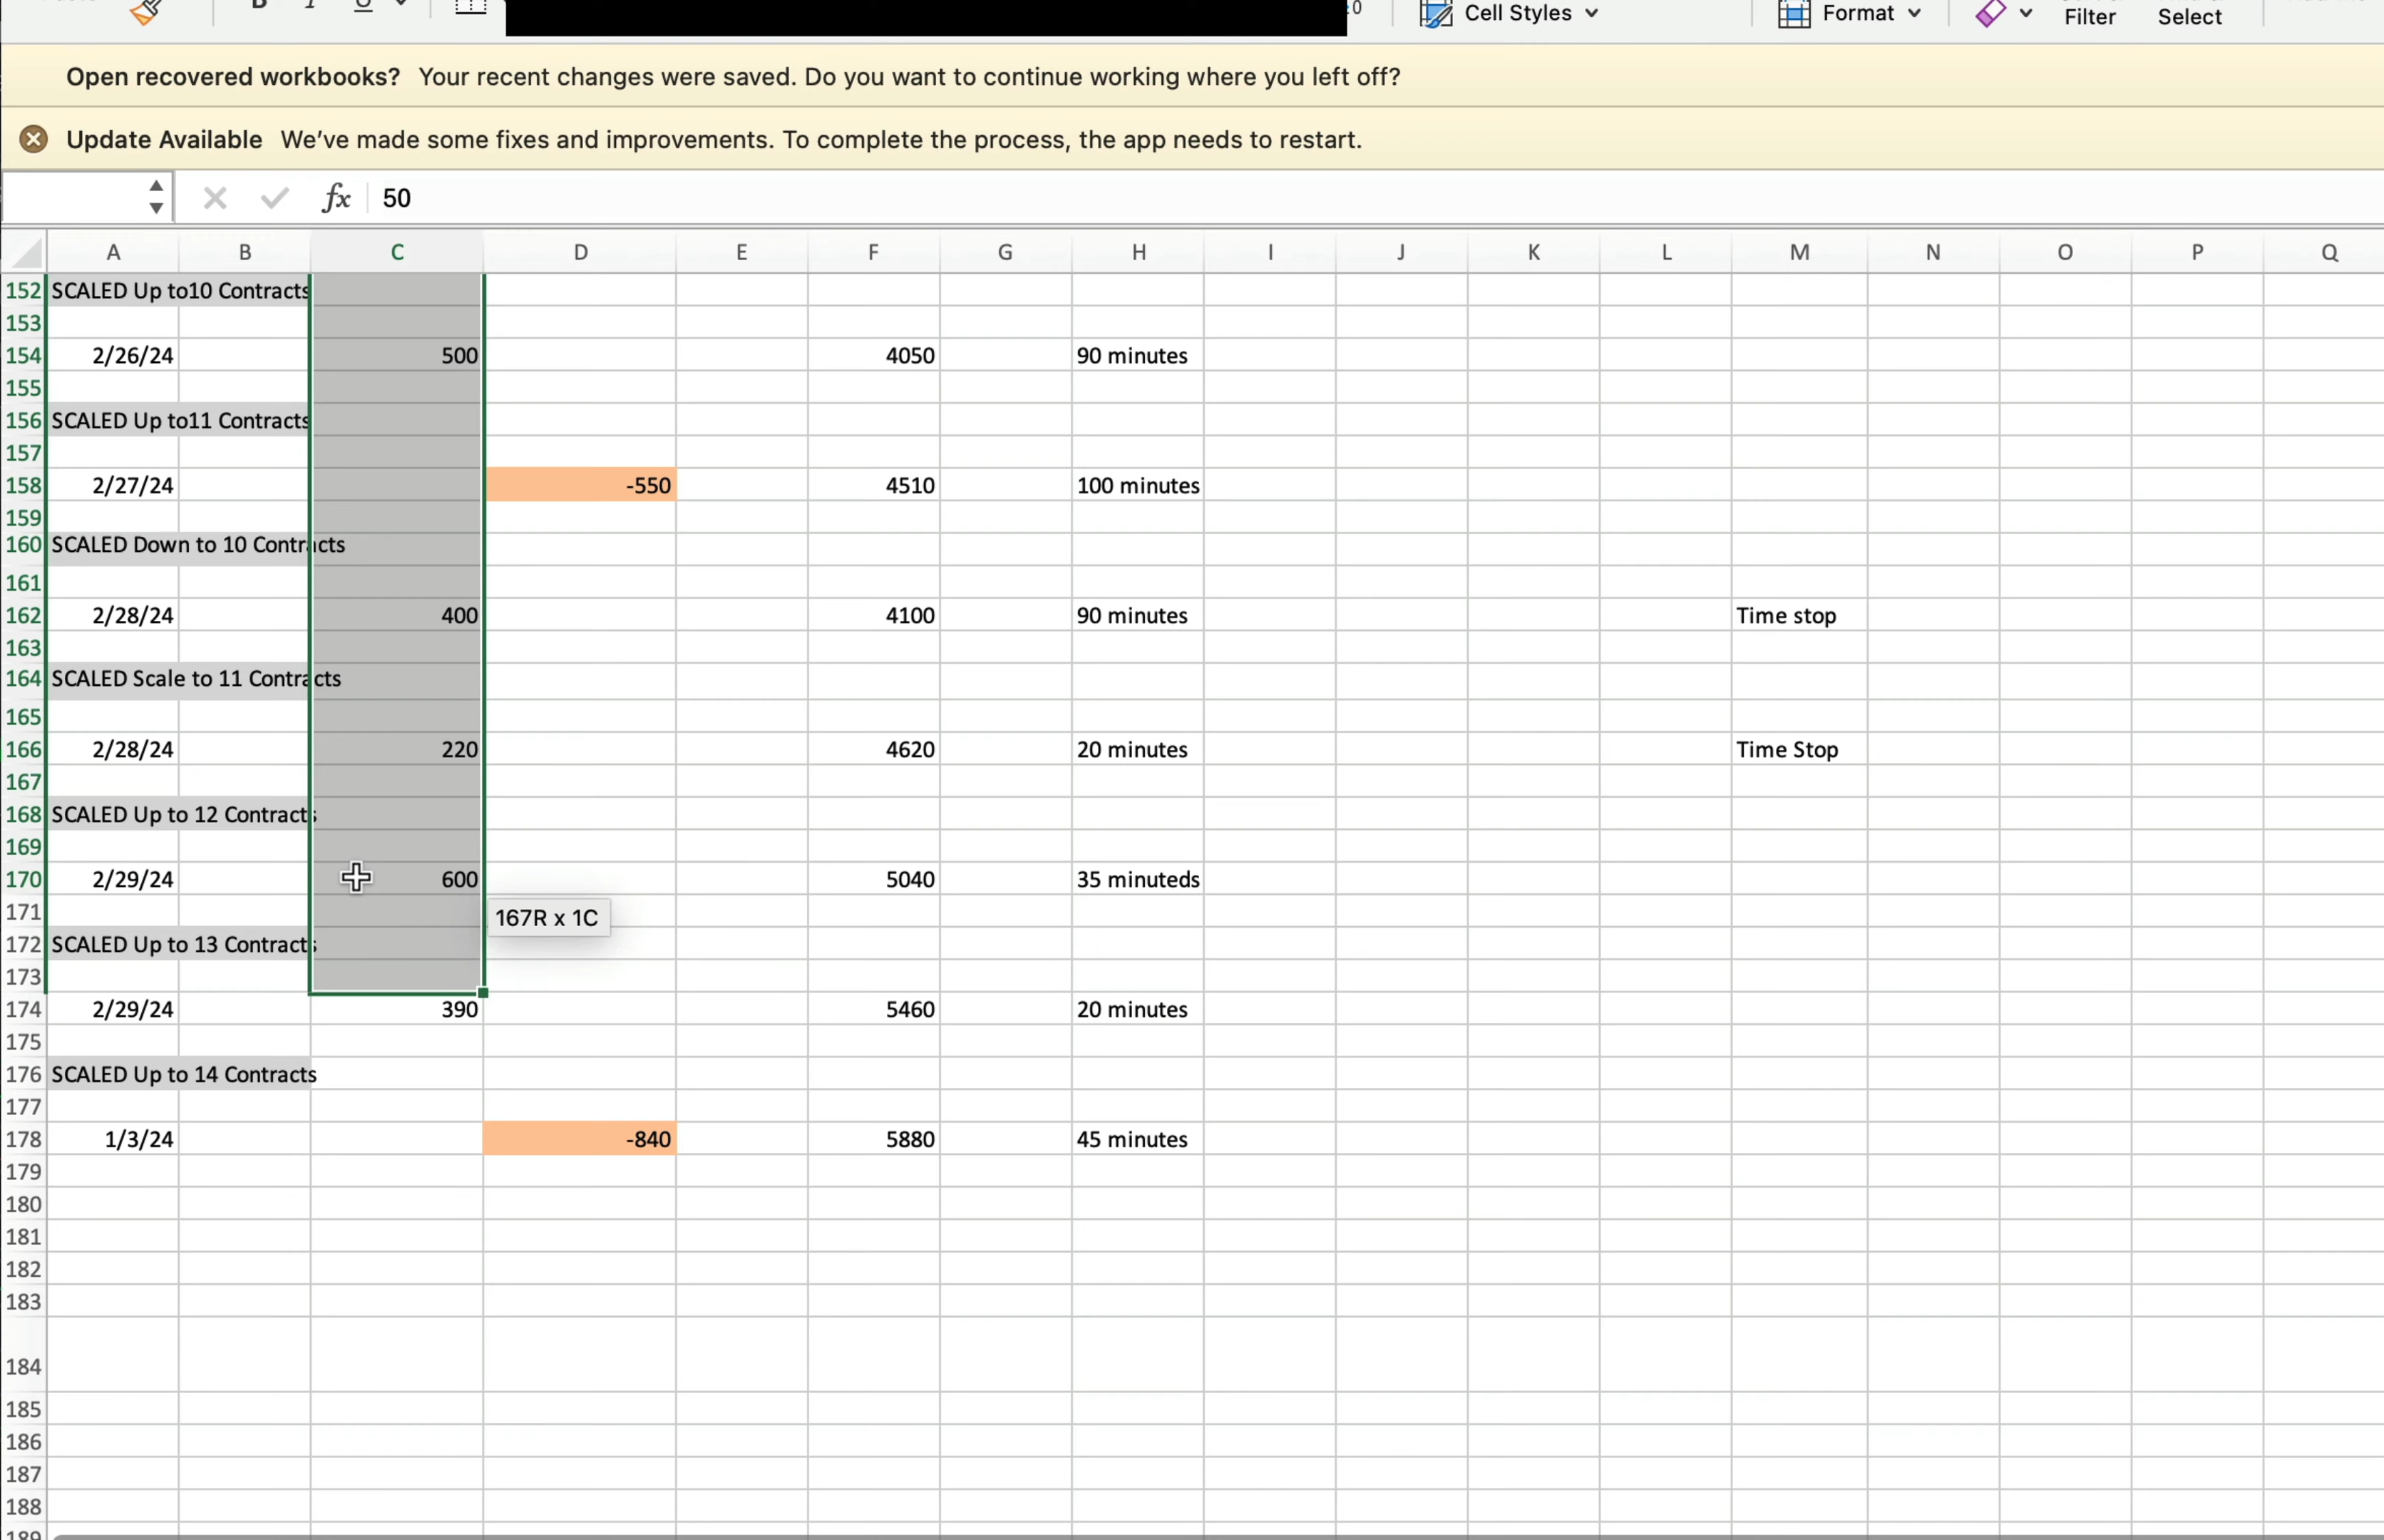 B I U
:0
Cell Styles
Format
Filter
Select
Open recovered workbooks? Your recent changes were saved. Do you want to continue working where you left off?
Update Available We've made some fixes and improvements. To complete the process, the app needs to restart.
fx 50
A B C D E F G H I J K L M N O P Q
152 SCALED Up to10 Contracts
153
154 2/26/24 500 4050 90 minutes
155
156 SCALED Up to11 Contracts
157
158 2/27/24 -550 4510 100 minutes
159
160 SCALED Down to 10 Contracts
161
162 2/28/24 400 4100 90 minutes Time stop
163
164 SCALED Scale to 11 Contracts
165
166 2/28/24 220 4620 20 minutes Time Stop
167
168 SCALED Up to 12 Contracts
169
170 2/29/24 600 5040 35 minuteds
171 167R x 1C
172 SCALED Up to 13 Contracts
173
174 2/29/24 390 5460 20 minutes
175
176 SCALED Up to 14 Contracts
177
178 1/3/24 -840 5880 45 minutes
179
180
181
182
183
184
185
186
187
188
189